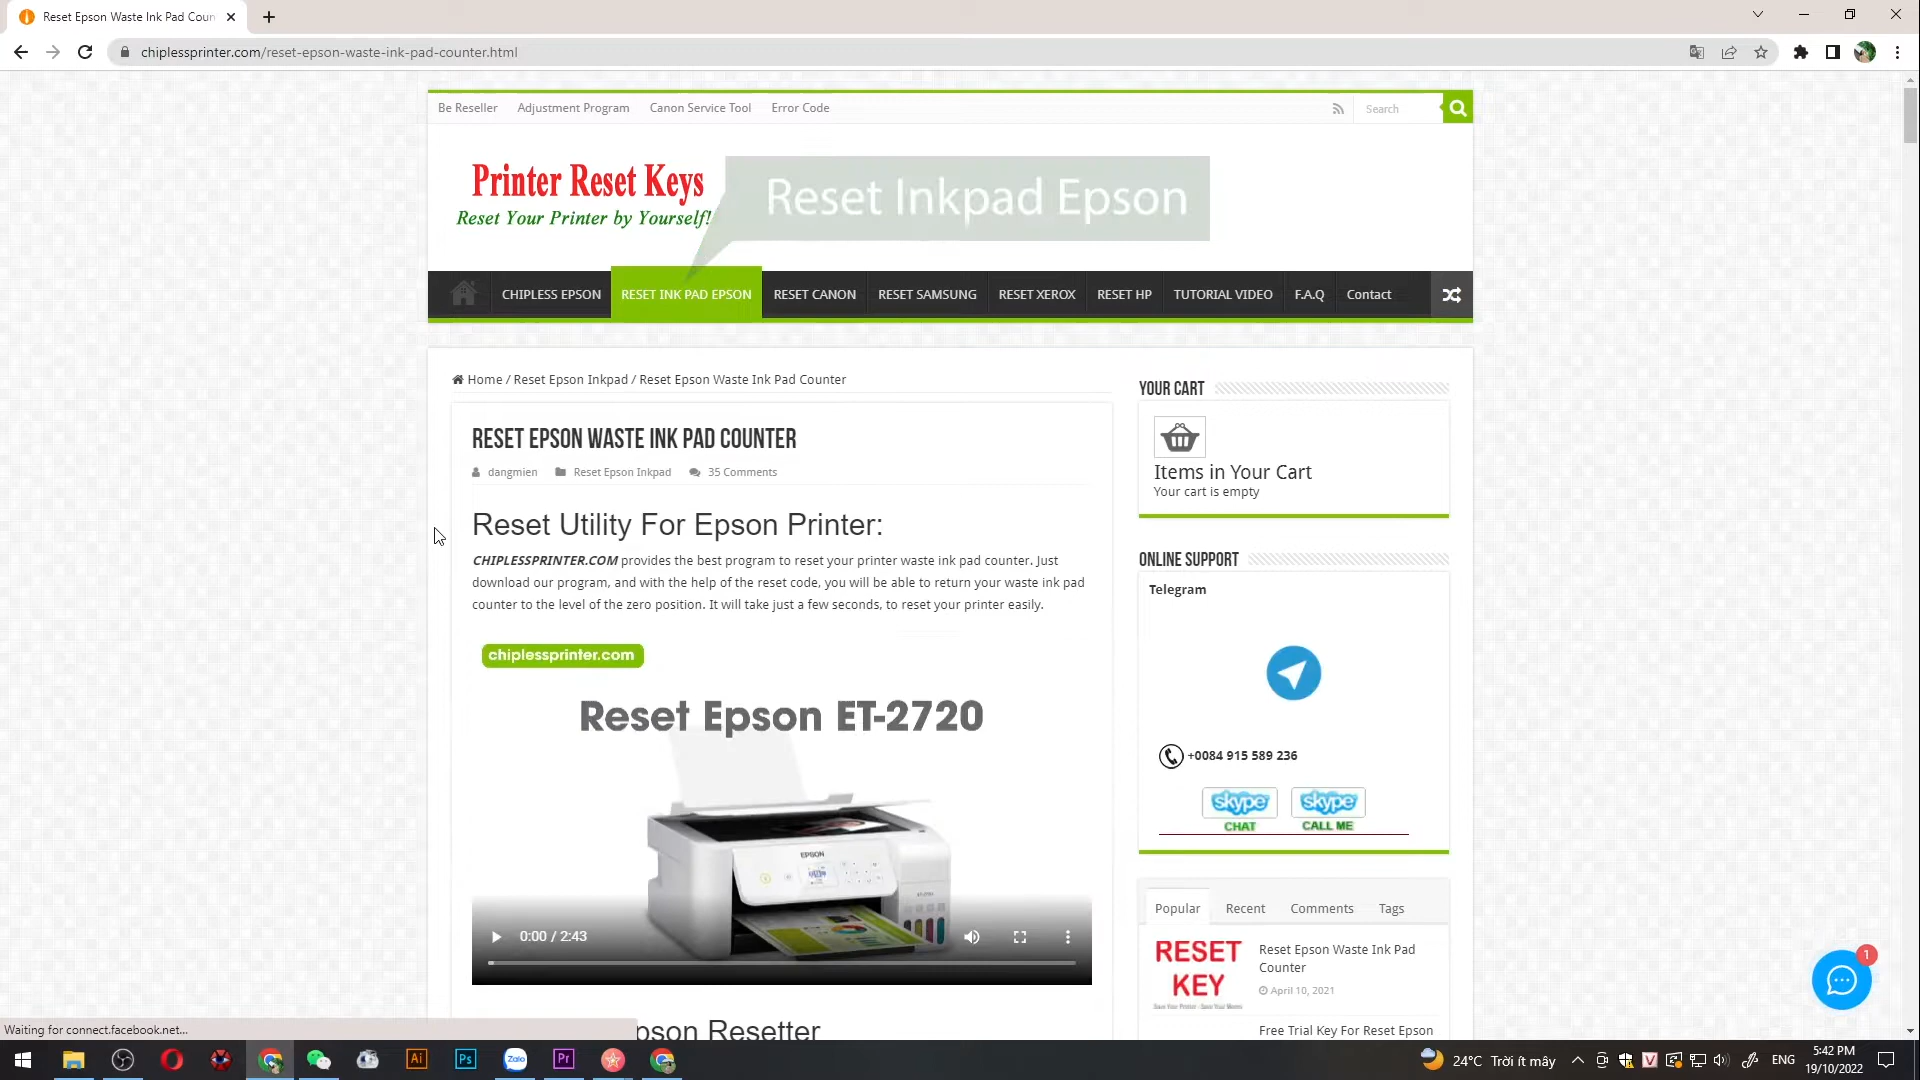 Reset Epson Waste Ink Pad Coun
chiplessprinter.com/reset-epson-waste-ink-pad-counter.html
Be Reseller Adjustment Program Canon Service Tool Error Code Search
Printer Reset Keys
Reset Your Printer by Yourself!
Reset Inkpad Epson
CHIPLESS EPSON RESET INK PAD EPSON RESET CANON RESET SAMSUNG RESET XEROX RESET HP TUTORIAL VIDEO F.A.Q Contact
Home / Reset Epson Inkpad / Reset Epson Waste Ink Pad Counter
RESET EPSON WASTE INK PAD COUNTER
dangmien Reset Epson Inkpad 35 Comments
Reset Utility For Epson Printer:
CHIPLESSPRINTER.COM provides the best program to reset your printer waste ink pad counter. Just
download our program, and with the help of the reset code, you will be able to return your waste ink pad
counter to the level of the zero position. It will take just a few seconds, to reset your printer easily.
chiplessprinter.com
Reset Epson ET-2720
EPSON
0:00 / 2:43
pson Resetter
YOUR CART
Items in Your Cart
Your cart is empty
ONLINE SUPPORT
Telegram
+0084 915 589 236
skype skype
CHAT CALL ME
Popular Recent Comments Tags
RESET
KEY
Reset Epson Waste Ink Pad
Counter
April 10, 2021
Free Trial Key For Reset Epson
1
Waiting for connect.facebook.net...
Ai Ps Zalo Pr
24°C Trời ít mây
V
ENG
5:42 PM
19/10/2022